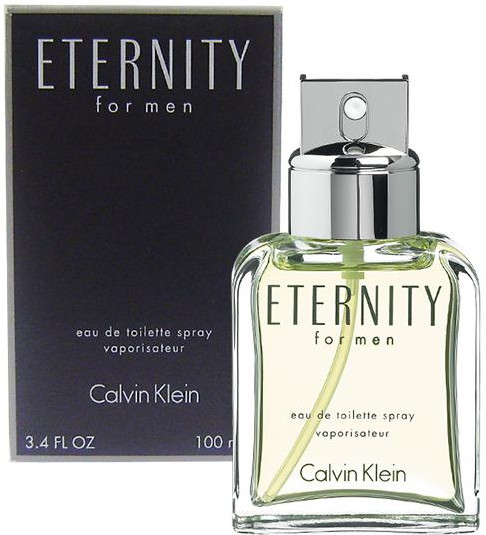 ETERNITY
for men
eau de toilette spray
vaporisateur
Calvin Klein
3.4 FL OZ 100
ETERNITY
for men
eau de toilette spray
vaporisateur
Calvin Klein